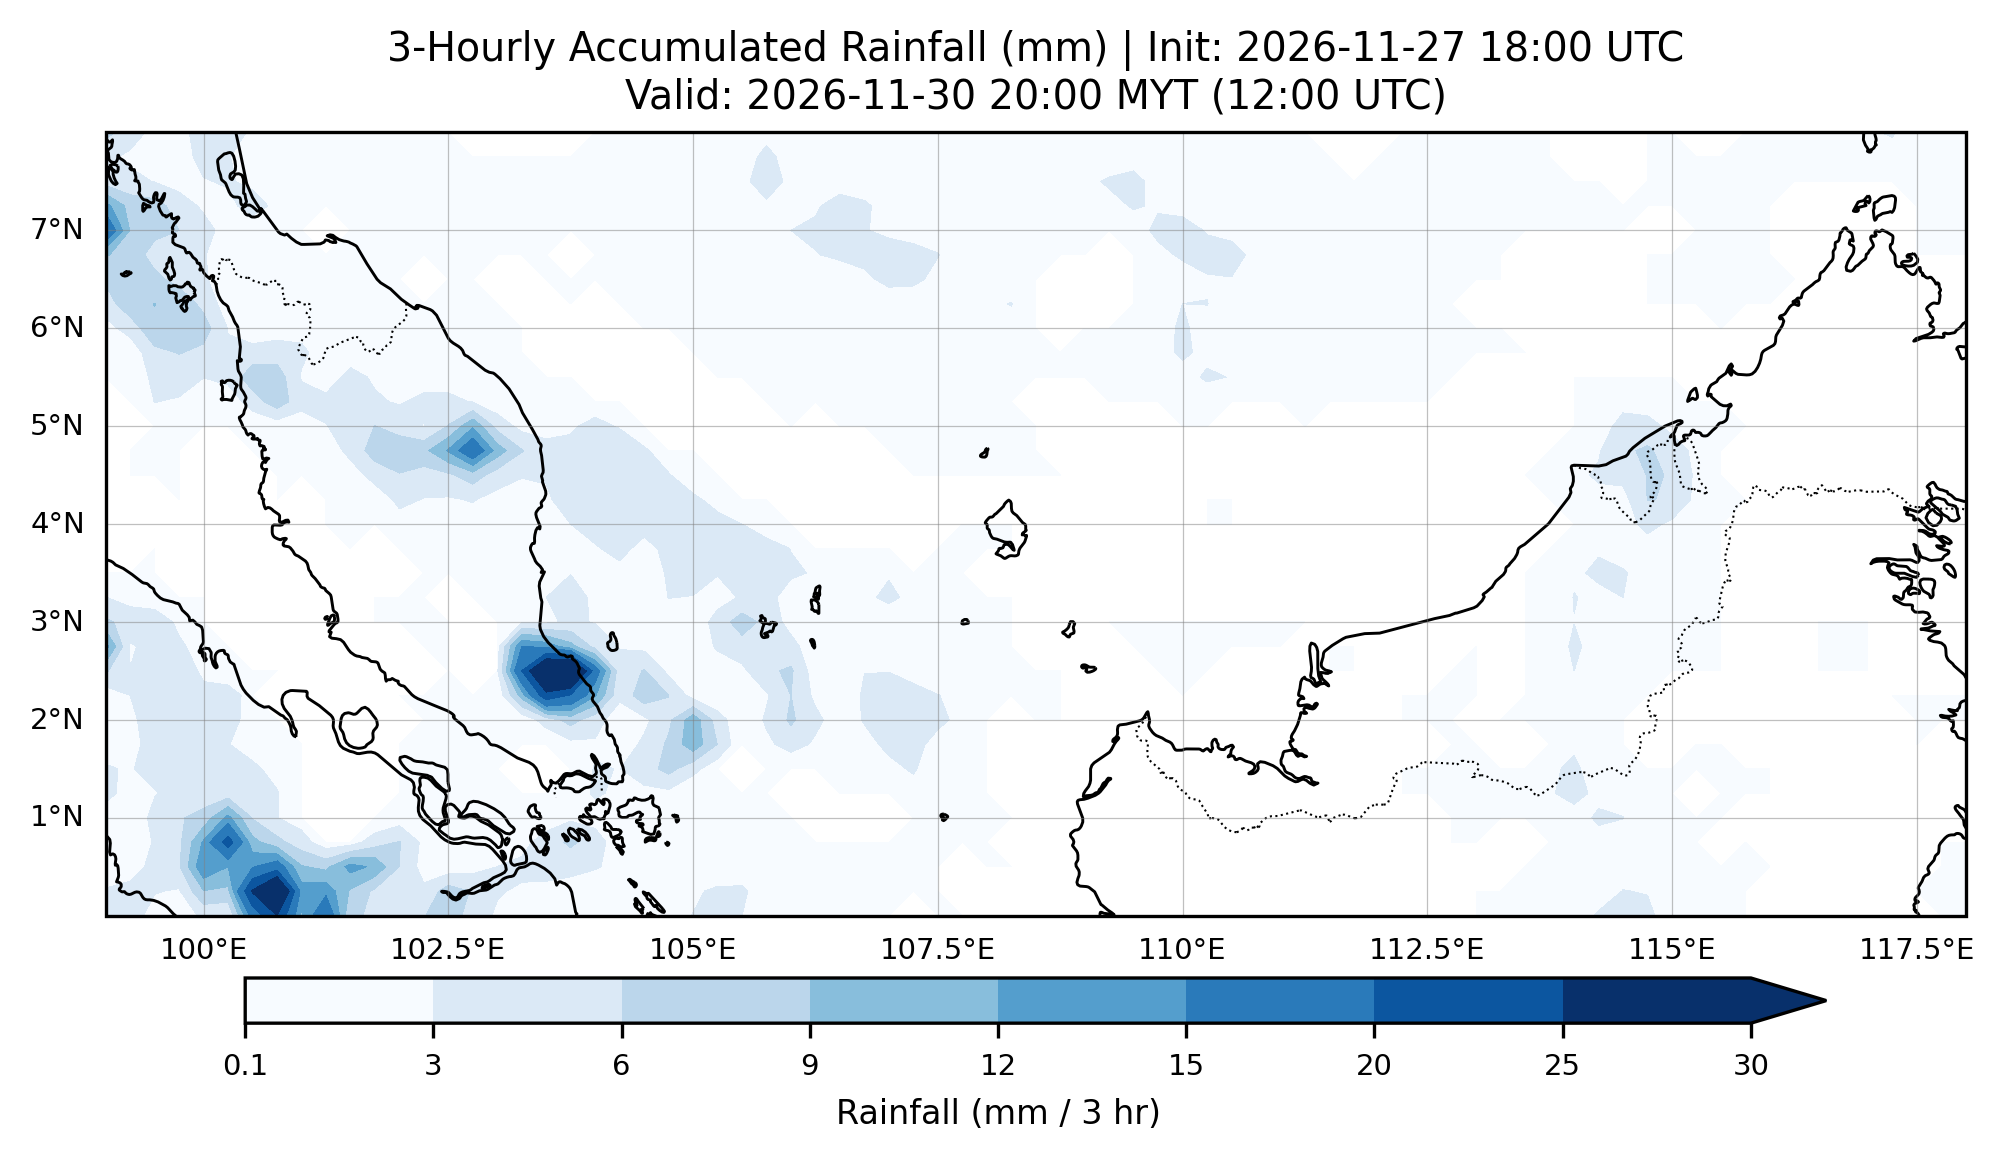 3-Hourly Accumulated Rainfall (mm) | Init: 2026-11-27 18:00 UTC
Valid: 2026-11-30 20:00 MYT (12:00 UTC)
7°N
6°N
5°N
4°N
3°N
2°N
1°N
100°E 102.5°E 105°E 107.5°E 110°E 112.5°E 115°E 117.5°E
0.1 3 6 9 12 15 20 25 30
Rainfall (mm / 3 hr)